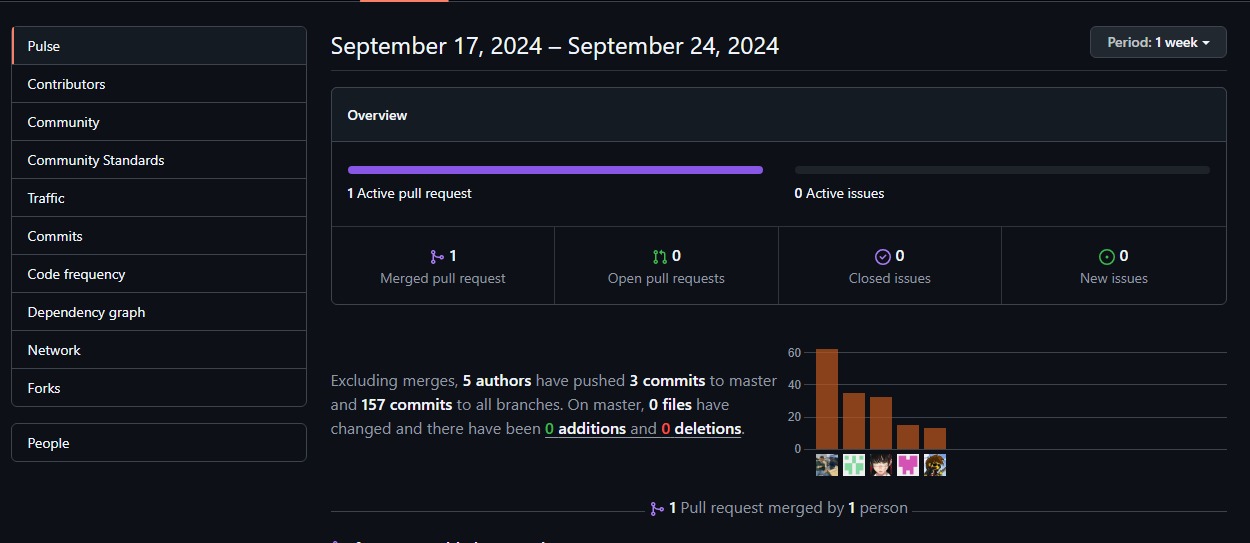 Pulse
Contributors
Community
Community Standards
Traffic
Commits
Code frequency
Dependency graph
Network
Forks
People
September 17, 2024 – September 24, 2024
Period: 1 week
Overview
1 Active pull request
0 Active issues
1
Merged pull request
0
Open pull requests
0
Closed issues
0
New issues
Excluding merges, 5 authors have pushed 3 commits to master
and 157 commits to all branches. On master, 0 files have
changed and there have been 0 additions and 0 deletions.
60
40
20
0
1 Pull request merged by 1 person